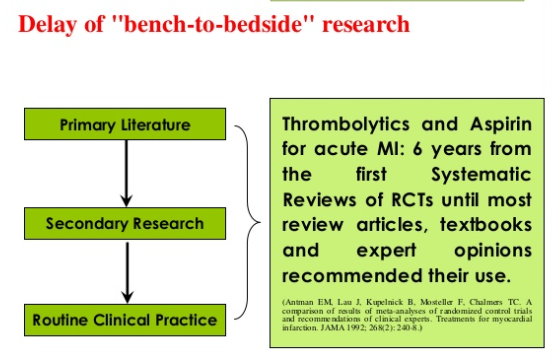 Delay of "bench-to-bedside" research
Primary Literature
Secondary Research
Routine Clinical Practice
Thrombolytics and Aspirin
for acute MI: 6 years from
the first Systematic
Reviews of RCTs until most
review articles, textbooks
and expert opinions
recommended their use.
(Antman EM, Lau J, Kupelnick B, Mosteller F, Chalmers TC. A
comparison of results of meta-analyses of randomized control trials
and recommendations of clinical experts. Treatments for myocardial
infarction. JAMA 1992; 268(2): 240-8.)